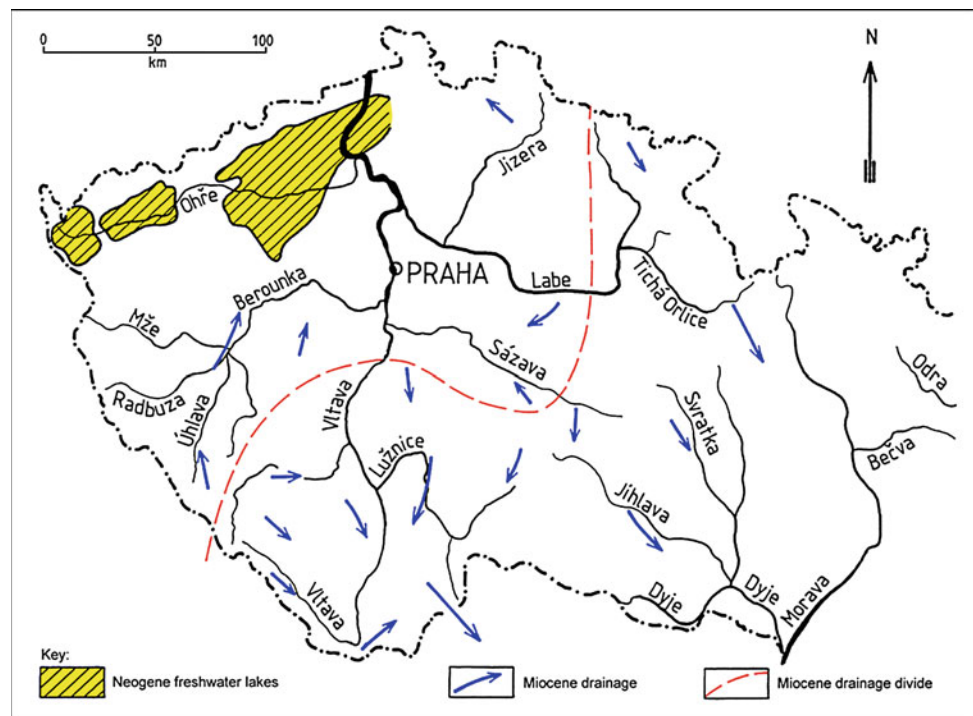 0 50 100
km
N
Jizera
Ohře
PRAHA
Labe
Tichá Orlice
Berounka
Mže
Sázava
Radbuza
Úhlava
Vltava
Lužnice
Svratka
Odra
Bečva
Jihlava
Vltava
Dyje
Dyje
Morava
Key:
Neogene freshwater lakes
Miocene drainage
Miocene drainage divide